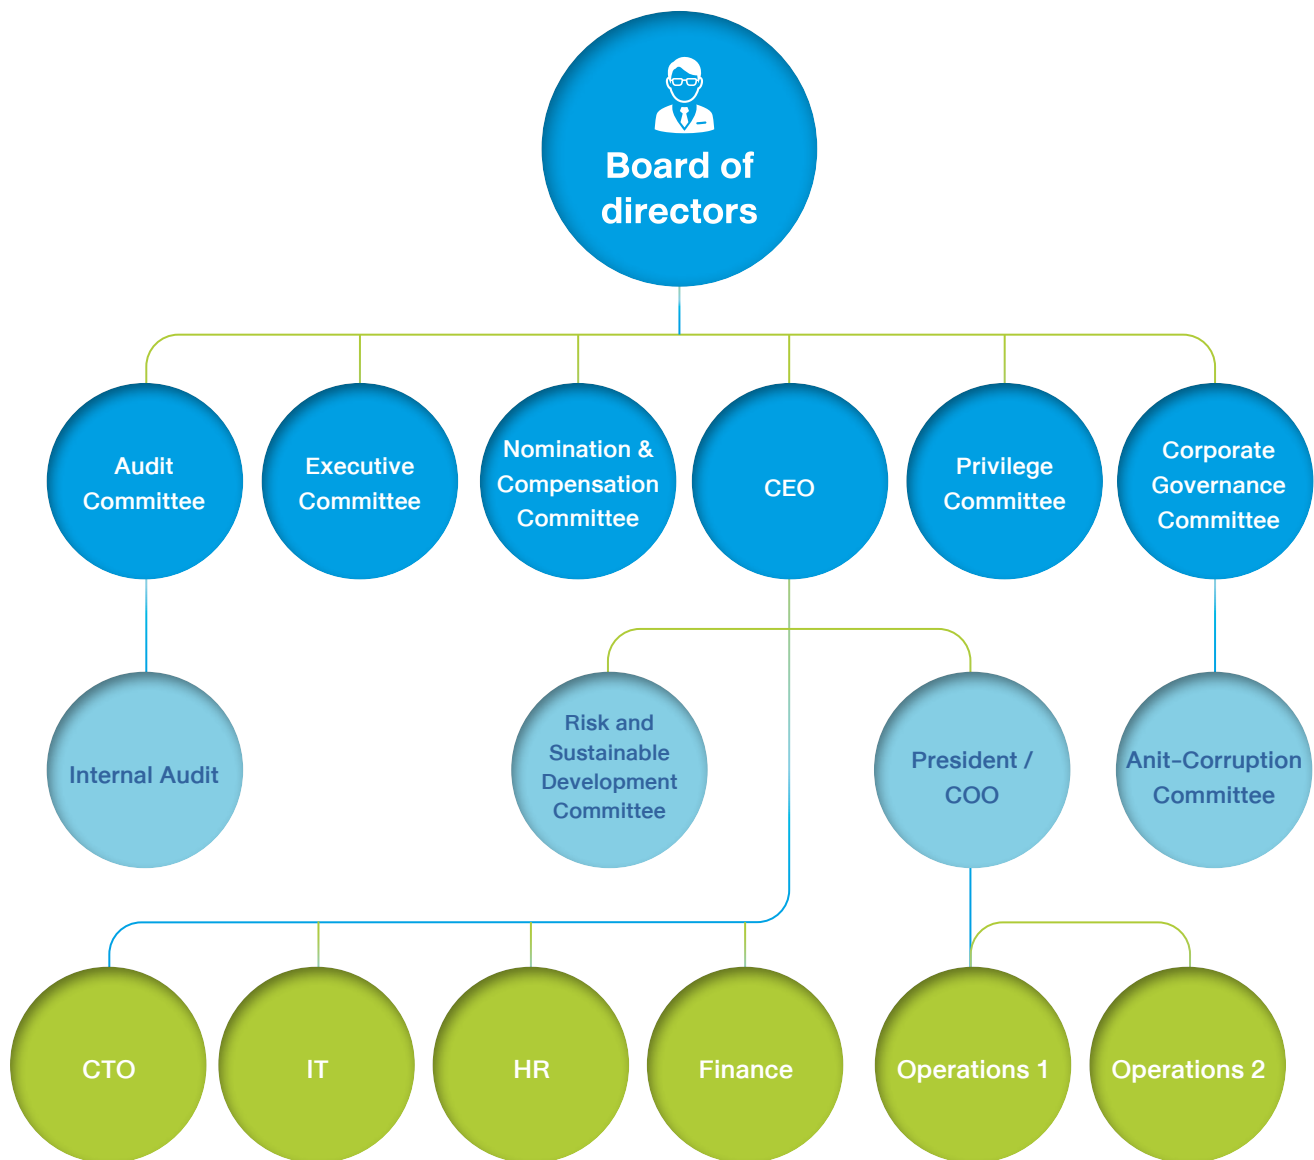 Board of
directors
Audit
Committee
Executive
Committee
Nomination &
Compensation
Committee
CEO
Privilege
Committee
Corporate
Governance
Committee
Internal Audit
Risk and
Sustainable
Development
Committee
President /
COO
Anit-Corruption
Committee
CTO
IT
HR
Finance
Operations 1
Operations 2